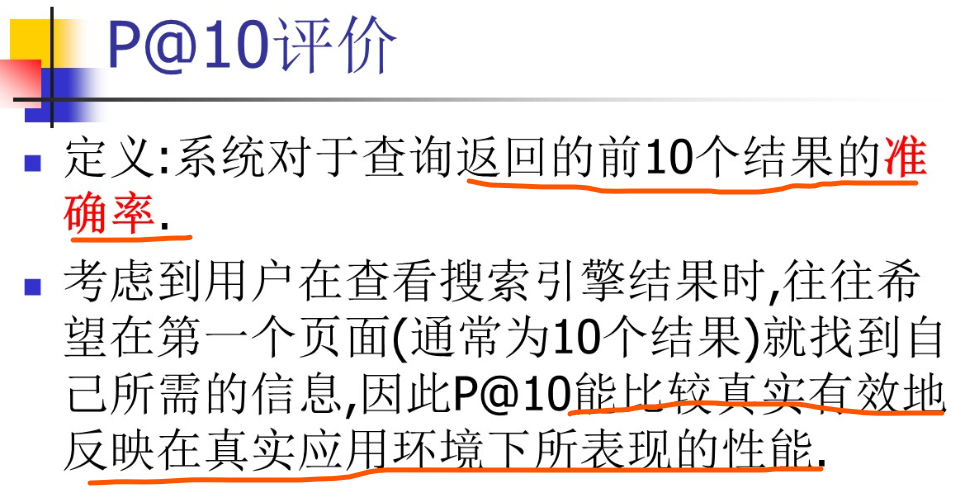 P@10评价
定义:系统对于查询返回的前10个结果的准
确率.
考虑到用户在查看搜索引擎结果时,往往希
望在第一个页面(通常为10个结果)就找到自
己所需的信息,因此P@10能比较真实有效地
反映在真实应用环境下所表现的性能.